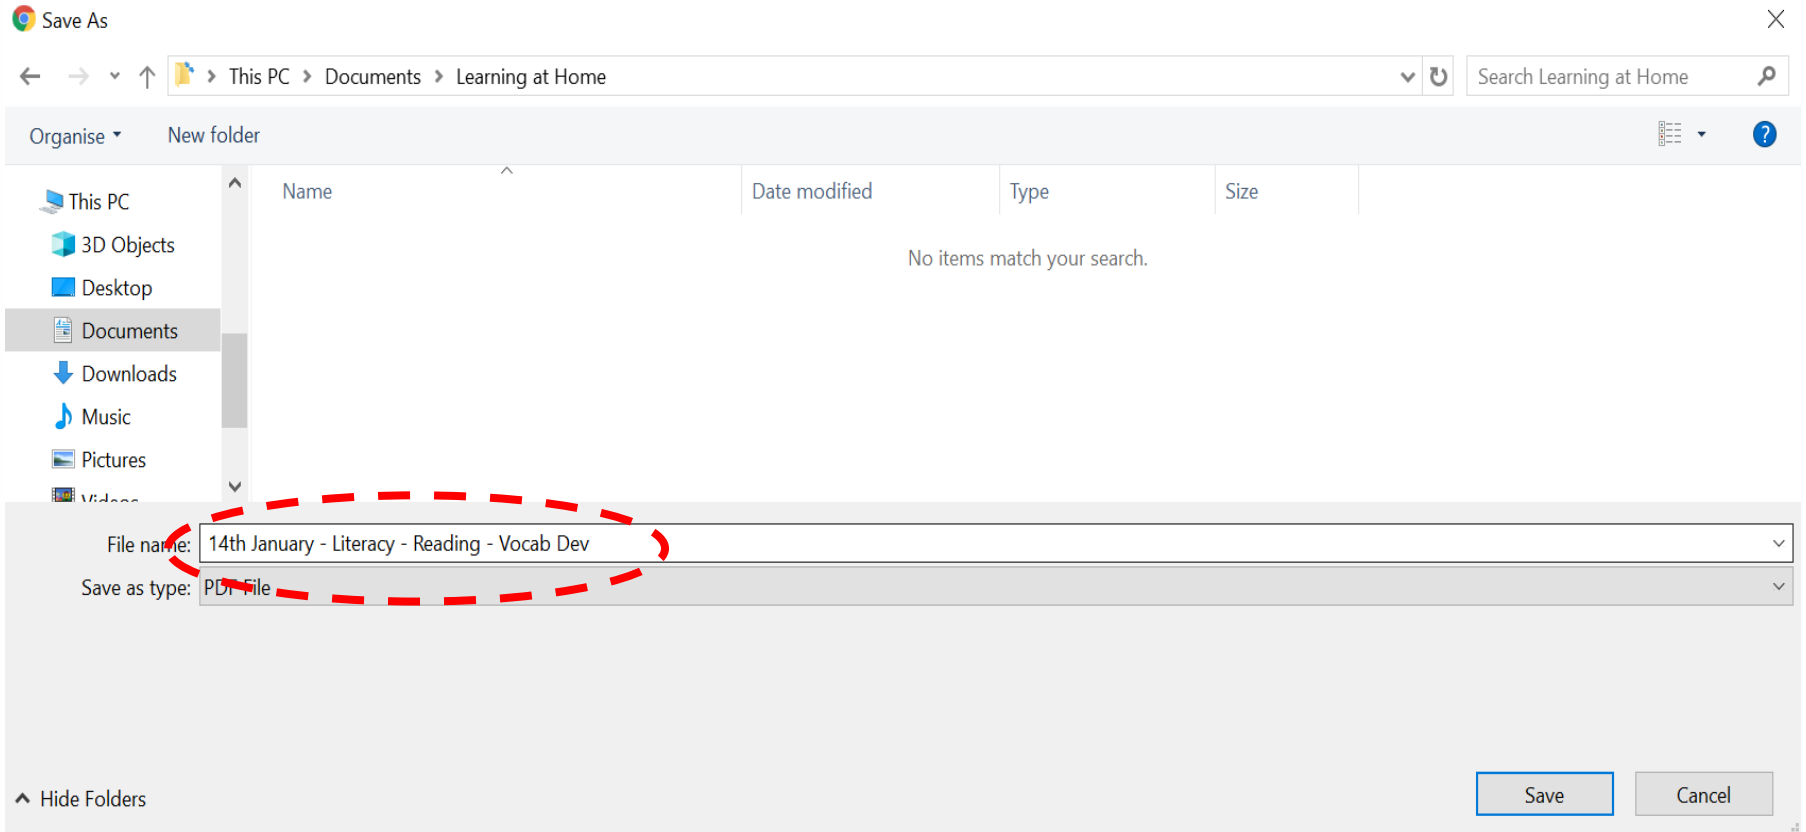 Save As
This PC > Documents > Learning at Home
Search Learning at Home
Organise
New folder
?
Name
Date modified
Type
Size
No items match your search.
This PC
3D Objects
Desktop
Documents
Downloads
Music
Pictures
Videos
File name: 14th January - Literacy - Reading - Vocab Dev
Save as type: PDF File
Hide Folders
Save
Cancel